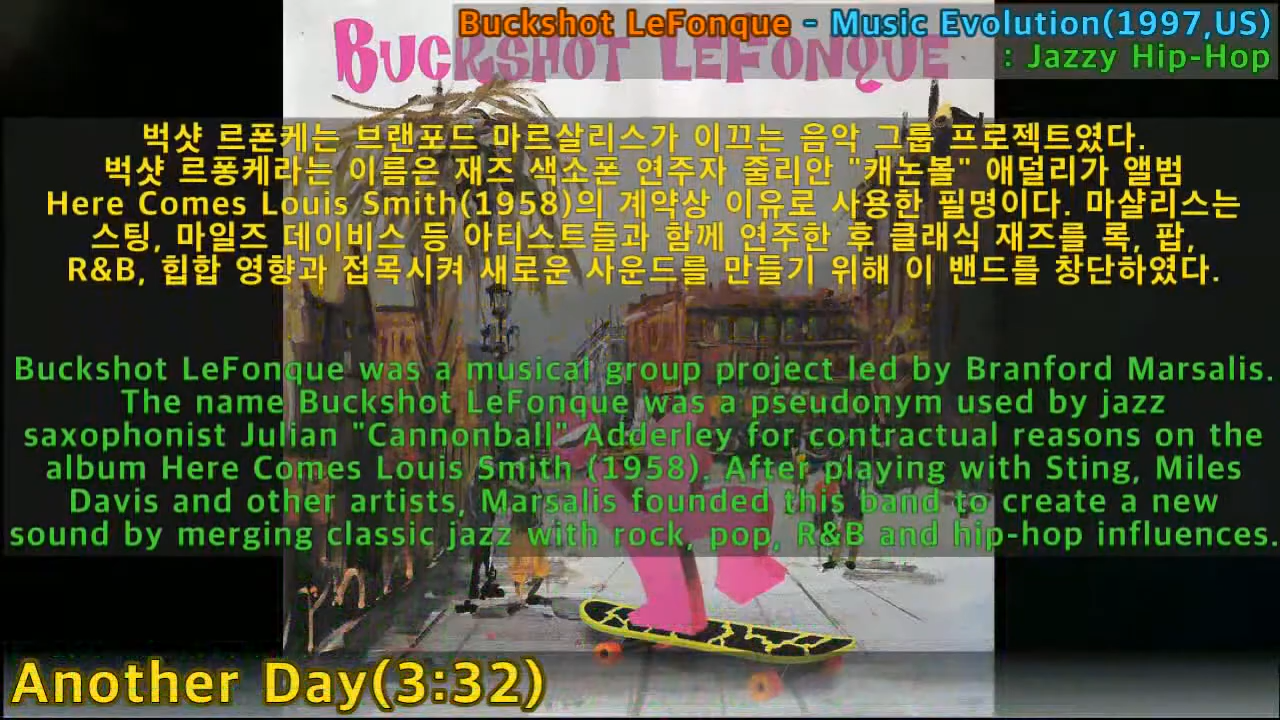 BUCKSHOT LEFONQUE
Buckshot LeFonque - Music Evolution(1997,US)
: Jazzy Hip-Hop
벅샷 르폰케는 브랜포드 마르살리스가 이끄는 음악 그룹 프로젝트였다.
벅샷 르퐁케라는 이름은 재즈 색소폰 연주자 줄리안 "캐논볼" 애덜리가 앨범
Here Comes Louis Smith(1958)의 계약상 이유로 사용한 필명이다. 마샬리스는
스팅, 마일즈 데이비스 등 아티스트들과 함께 연주한 후 클래식 재즈를 록, 팝,
R&B, 힙합 영향과 접목시켜 새로운 사운드를 만들기 위해 이 밴드를 창단하였다.
Buckshot LeFonque was a musical group project led by Branford Marsalis.
The name Buckshot LeFonque was a pseudonym used by jazz
saxophonist Julian "Cannonball" Adderley for contractual reasons on the
album Here Comes Louis Smith (1958). After playing with Sting, Miles
Davis and other artists, Marsalis founded this band to create a new
sound by merging classic jazz with rock, pop, R&B and hip-hop influences.
Another Day(3:32)